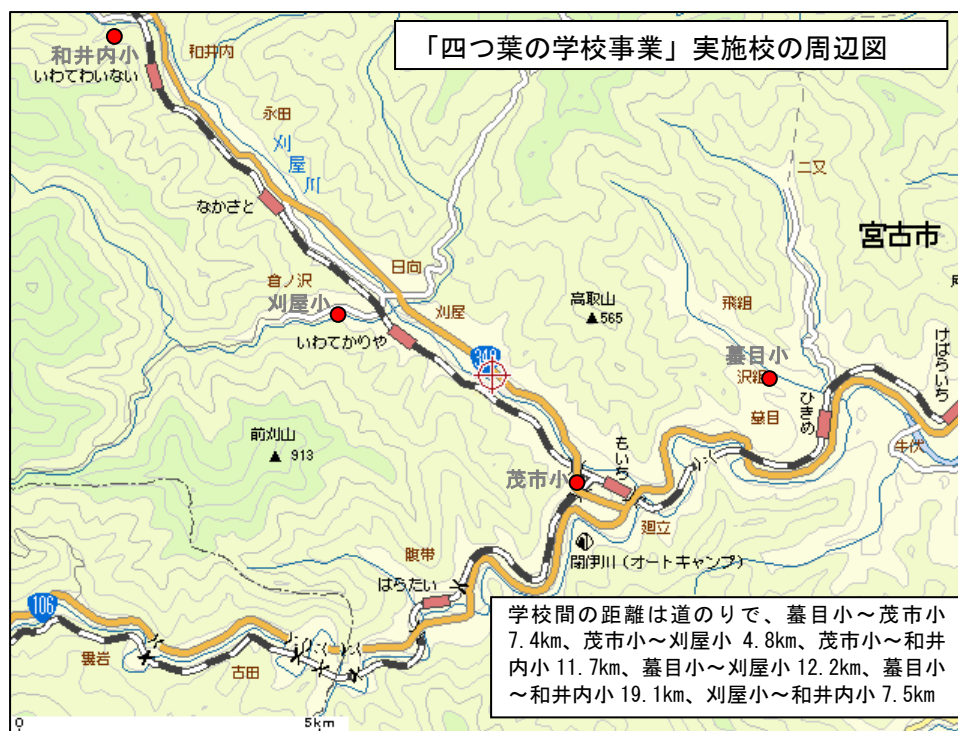 「四つ葉の学校事業」実施校の周辺図
和井内小
和井内
いわてわいない
永田
刈屋川
二又
なかさと
宮古市
日向
倉ノ沢
高取山
▲565
飛組
刈屋小
刈屋
いわてかりや
340
蟇目小
沢組
けばらいち
ひきめ
蟇目
前刈山
▲ 913
もいち
牛伏
茂市小
廻立
腹帯
閉伊川(オートキャンプ)
はらたい
106
古田
0
5km
学校間の距離は道のりで、蟇目小~茂市小
7.4km、茂市小~刈屋小 4.8km、茂市小~和井
内小 11.7km、蟇目小~刈屋小 12.2km、蟇目小
~和井内小 19.1km、刈屋小~和井内小 7.5km